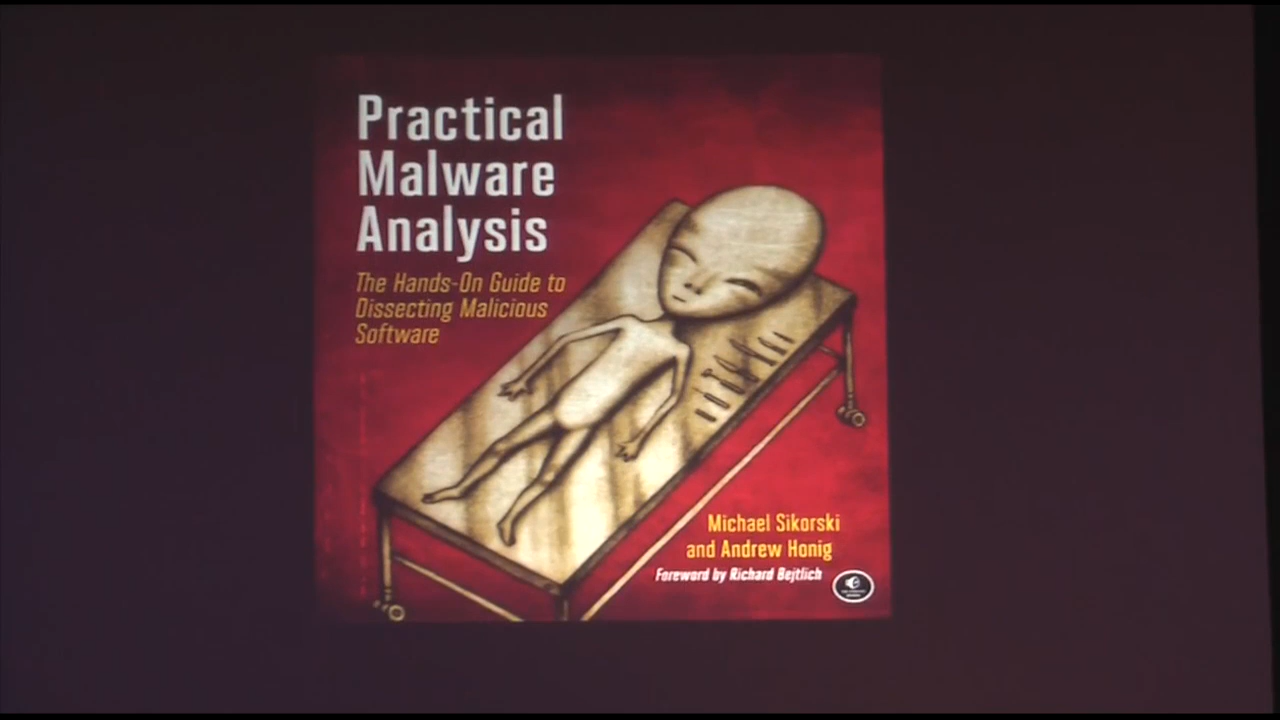 Practical
Malware
Analysis
The Hands-On Guide to
Dissecting Malicious
Software
Michael Sikorski
and Andrew Honig
Foreword by Richard Bejtlich